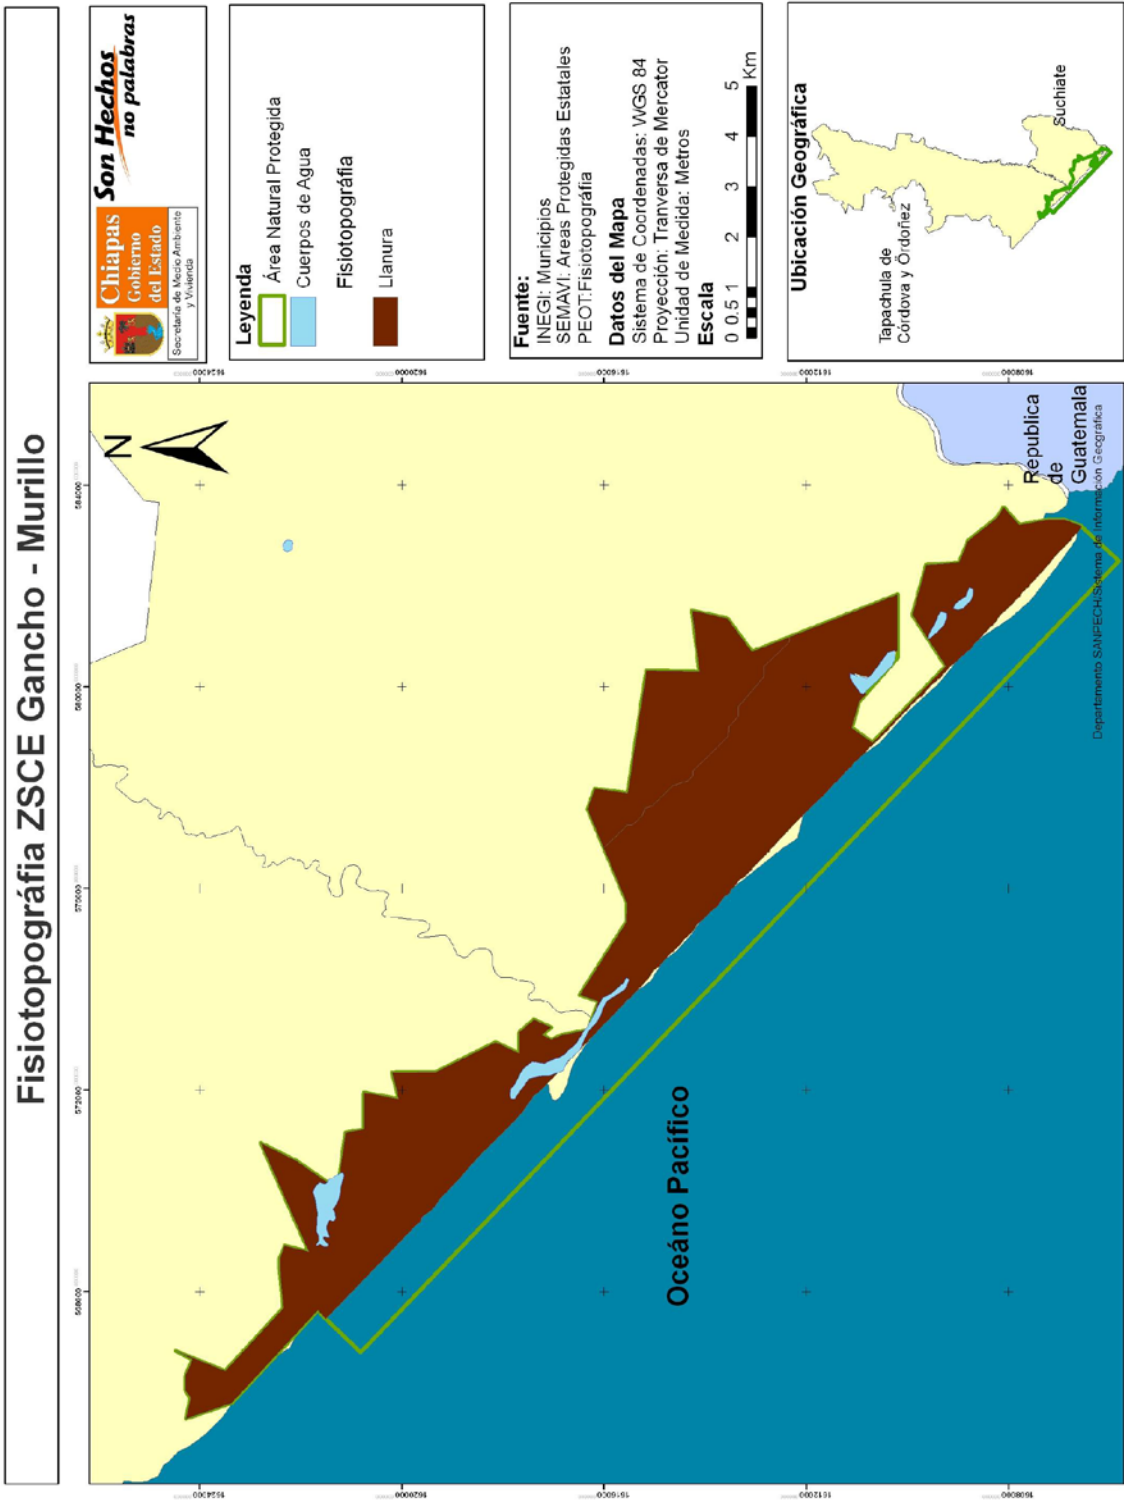 Fisiotopográfia ZSCE Gancho - Murillo
Chiapas
Gobierno
del Estado
Secretaría de Medio Ambiente
y Vivienda
Son Hechos
no palabras
Leyenda
Área Natural Protegida
Cuerpos de Agua
Fisiotopográfia
Llanura
Fuente:
INEGI: Municipios
SEMAVI: Areas Protegidas Estatales
PEOT:Fisiotopográfia
Datos del Mapa
Sistema de Coordenadas: WGS 84
Proyección: Tranversa de Mercator
Unidad de Medida: Metros
Escala
0 0.5 1 2 3 4 5
Km
Ubicación Geográfica
Tapachula de
Córdova y Ördoñez
Suchiate
N
Oceáno Pacífico
Republica
de
Guatemala
Departamento SANPECH/Sistema de Información Geográfica